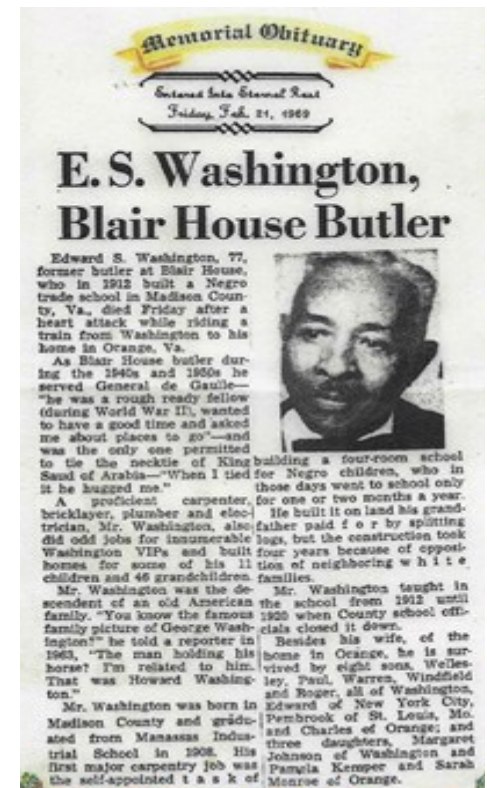 Memorial Obituary
Entered Into Eternal Rest
Friday, Feb. 21, 1969
E. S. Washington,
Blair House Butler
Edward S. Washington, 77,
former butler at Blair House,
who in 1912 built a Negro
trade school in Madison Coun-
ty, Va., died Friday after a
heart attack while riding a
train from Washington to his
home in Orange, Va.
As Blair House butler dur-
ing the 1940s and 1950s he
served General de Gaulle—
"he was a rough ready fellow
(during World War II), wanted
to have a good time and asked
me about places to go"—and
was the only one permitted
to tie the necktie of King
Saud of Arabia—"When I tied
it he hugged me."
A proficient carpenter,
bricklayer, plumber and elec-
trician, Mr. Washington, also
did odd jobs for innumerable
Washington VIPs and built
homes for some of his 11
children and 46 grandchildren.
Mr. Washington was the de-
scendent of an old American
family. "You know the famous
family picture of George Wash-
ington?" he told a reporter in
1963, "The man holding his
horse? I'm related to him.
That was Howard Washing-
ton."
Mr. Washington was born in
Madison County and gradu-
ated from Manassas Indus-
trial School in 1908. His
first major carpentry job was
the self-appointed task of
building a four-room school
for Negro children, who in
those days went to school only
for one or two months a year.
He built it on land his grand-
father paid for by splitting
logs, but the construction took
four years because of opposi-
tion of neighboring white
families.
Mr. Washington taught in
the school from 1912 until
1920 when County school offi-
cials closed it down.
Besides his wife, of the
home in Orange, he is sur-
vived by eight sons, Welles-
ley, Paul, Warren, Windfield
and Roger, all of Washington,
Edward of New York City,
Pembrook of St. Louis, Mo.
and Charles of Orange; and
three daughters, Margaret
Johnson of Washington and
Pamela Kemper and Sarah
Monroe of Orange.